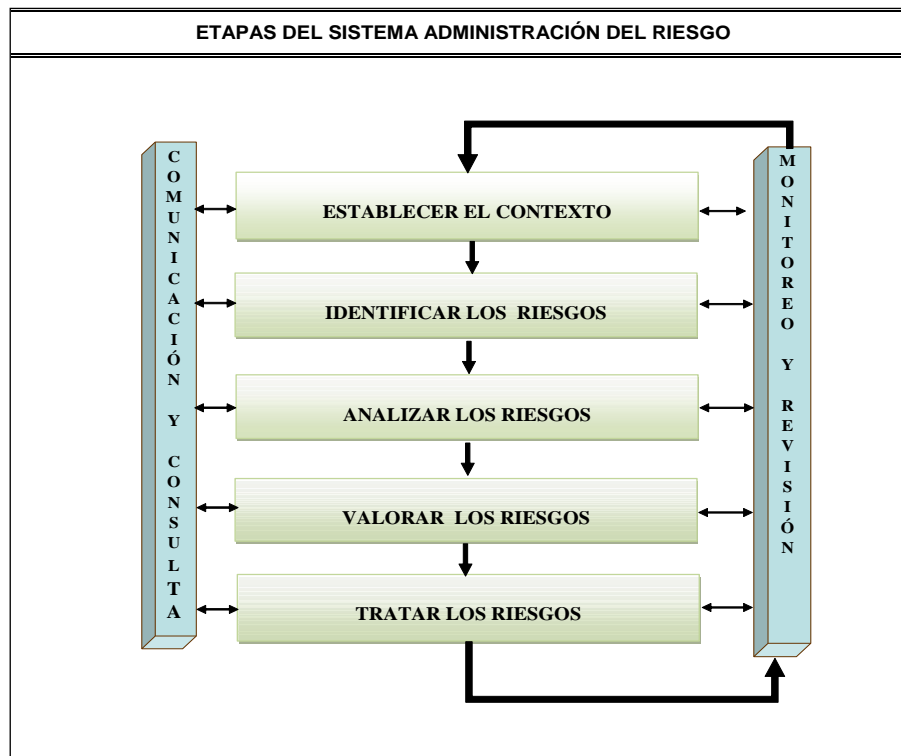 ETAPAS DEL SISTEMA ADMINISTRACIÓN DEL RIESGO
COMUNICACIÓN Y CONSULTA
ESTABLECER EL CONTEXTO
IDENTIFICAR LOS RIESGOS
ANALIZAR LOS RIESGOS
VALORAR LOS RIESGOS
TRATAR LOS RIESGOS
MONITOREO Y REVISIÓN